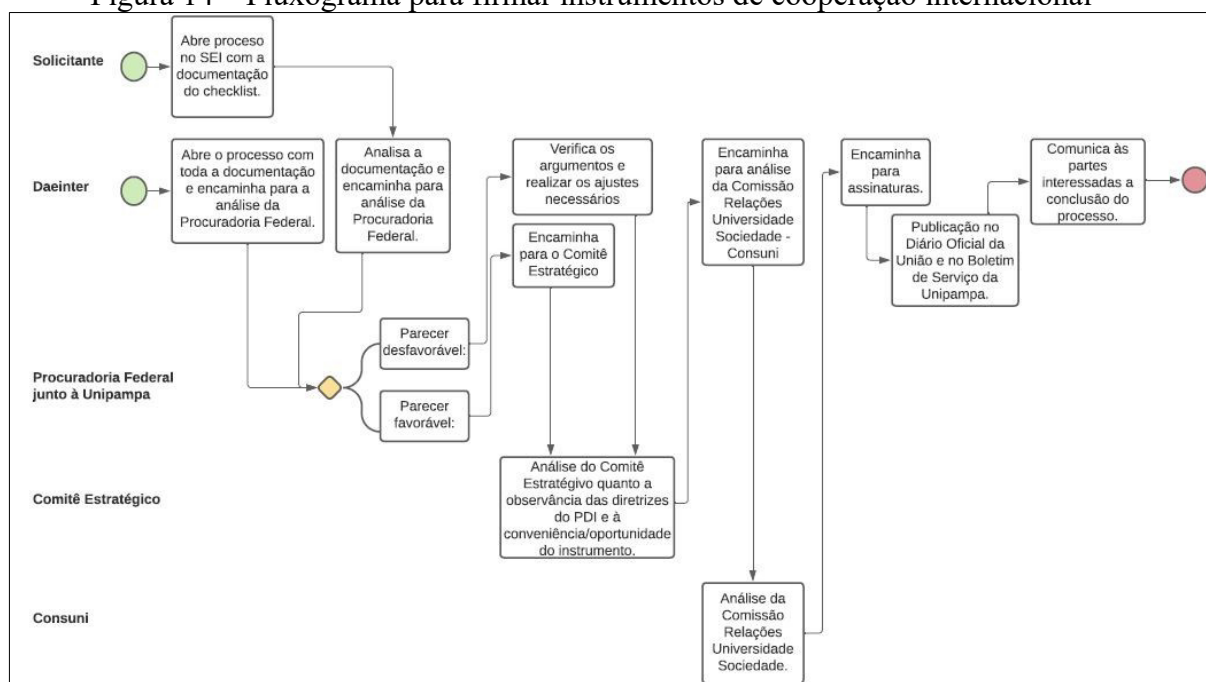 Figura 14 - Fluxograma para firmar instrumentos de cooperação internacional
Solicitante
Abre proceso
no SEI com a
documentação
do checklist.
Daeinter
Abre o processo com
toda a documentação
e encaminha para a
análise da
Procuradoria Federal.
Analisa a
documentação e
encaminha para
análise da
Procuradoria
Federal.
Verifica os
argumentos e
realizar os ajustes
necessários
Encaminha
para o Comitê
Estratégico
Encaminha
para análise da
Comissão
Relações
Universidade
Sociedade -
Consuni
Encaminha
para
assinaturas.
Publicação no
Diário Oficial da
União e no Boletim
de Serviço da
Unipampa.
Comunica às
partes
interessadas a
conclusão do
processo.
Procuradoria Federal
junto à Unipampa
Parecer
desfavorável:
Parecer
favorável:
Comitê Estratégico
Análise do Comitê
Estratégivo quanto a
observância das diretrizes
do PDI e à
conveniência/oportunidade
do instrumento.
Consuni
Análise da
Comissão
Relações
Universidade
Sociedade.